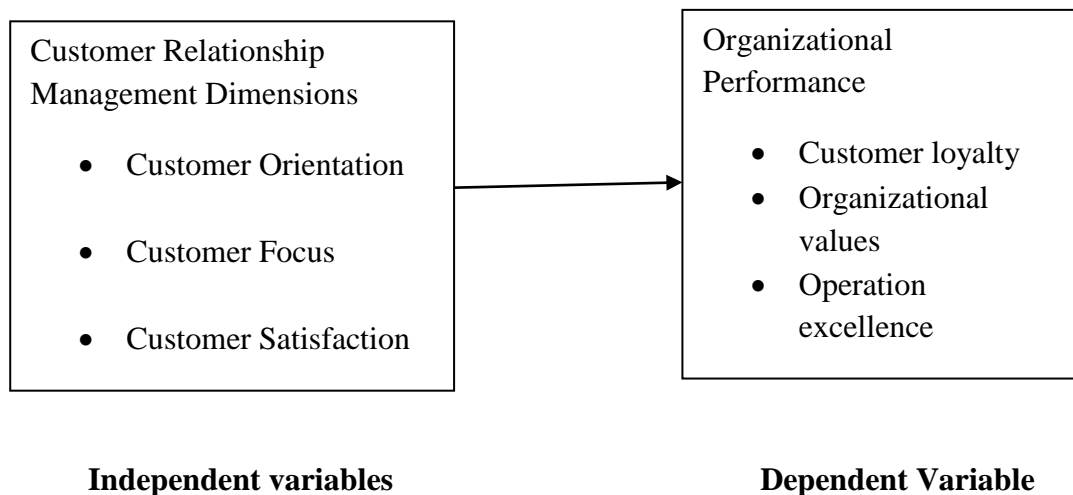 Customer Relationship
Management Dimensions
• Customer Orientation
• Customer Focus
• Customer Satisfaction
Organizational
Performance
• Customer loyalty
• Organizational
values
• Operation
excellence
Independent variables
Dependent Variable